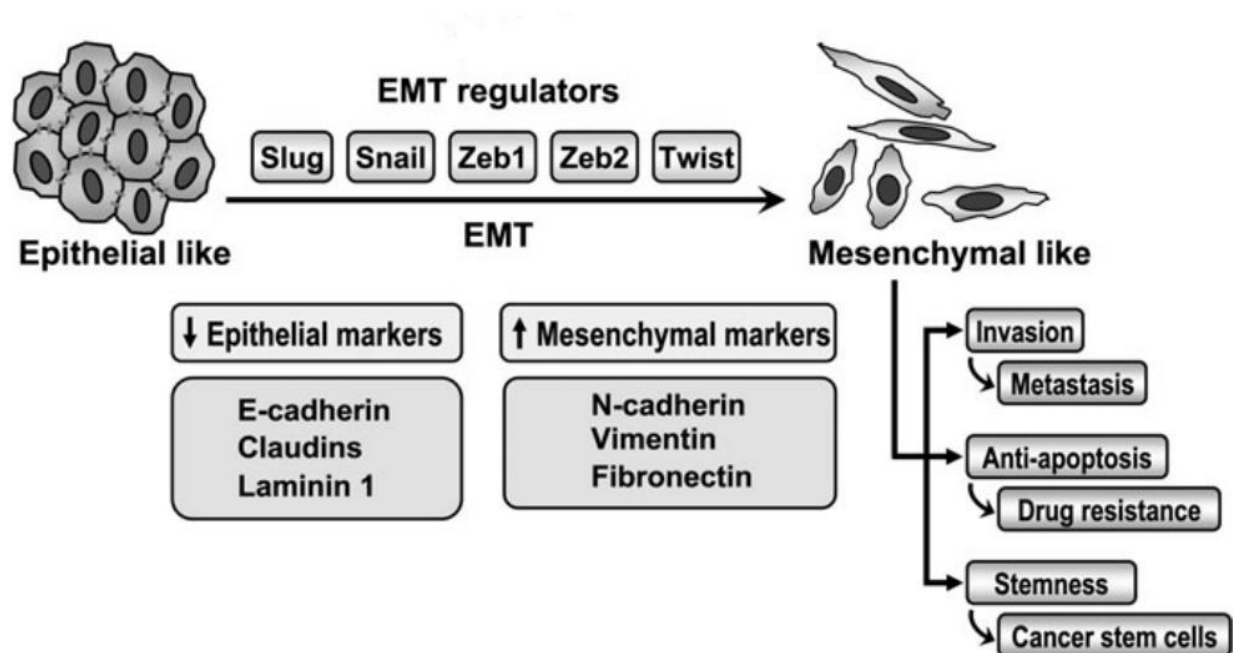 EMT regulators
Slug Snail Zeb1 Zeb2 Twist
EMT
Epithelial like
Mesenchymal like
↓ Epithelial markers
E-cadherin
Claudins
Laminin 1
↑ Mesenchymal markers
N-cadherin
Vimentin
Fibronectin
Invasion
Metastasis
Anti-apoptosis
Drug resistance
Stemness
Cancer stem cells